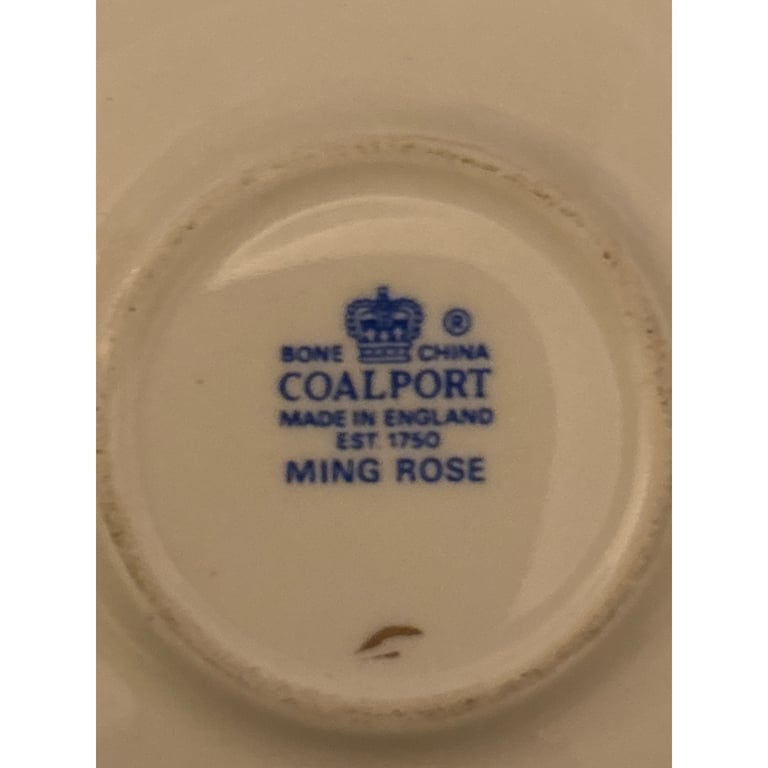 ®
BONE CHINA
COALPORT
MADE IN ENGLAND
EST. 1750
MING ROSE